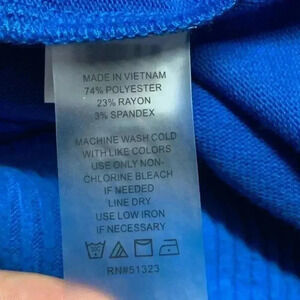 MADE IN VIETNAM
74% POLYESTER
23% RAYON
3% SPANDEX
MACHINE WASH COLD
WITH LIKE COLORS
USE ONLY NON-
CHLORINE BLEACH
IF NEEDED
LINE DRY
USE LOW IRON
IF NECESSARY
RN#51323